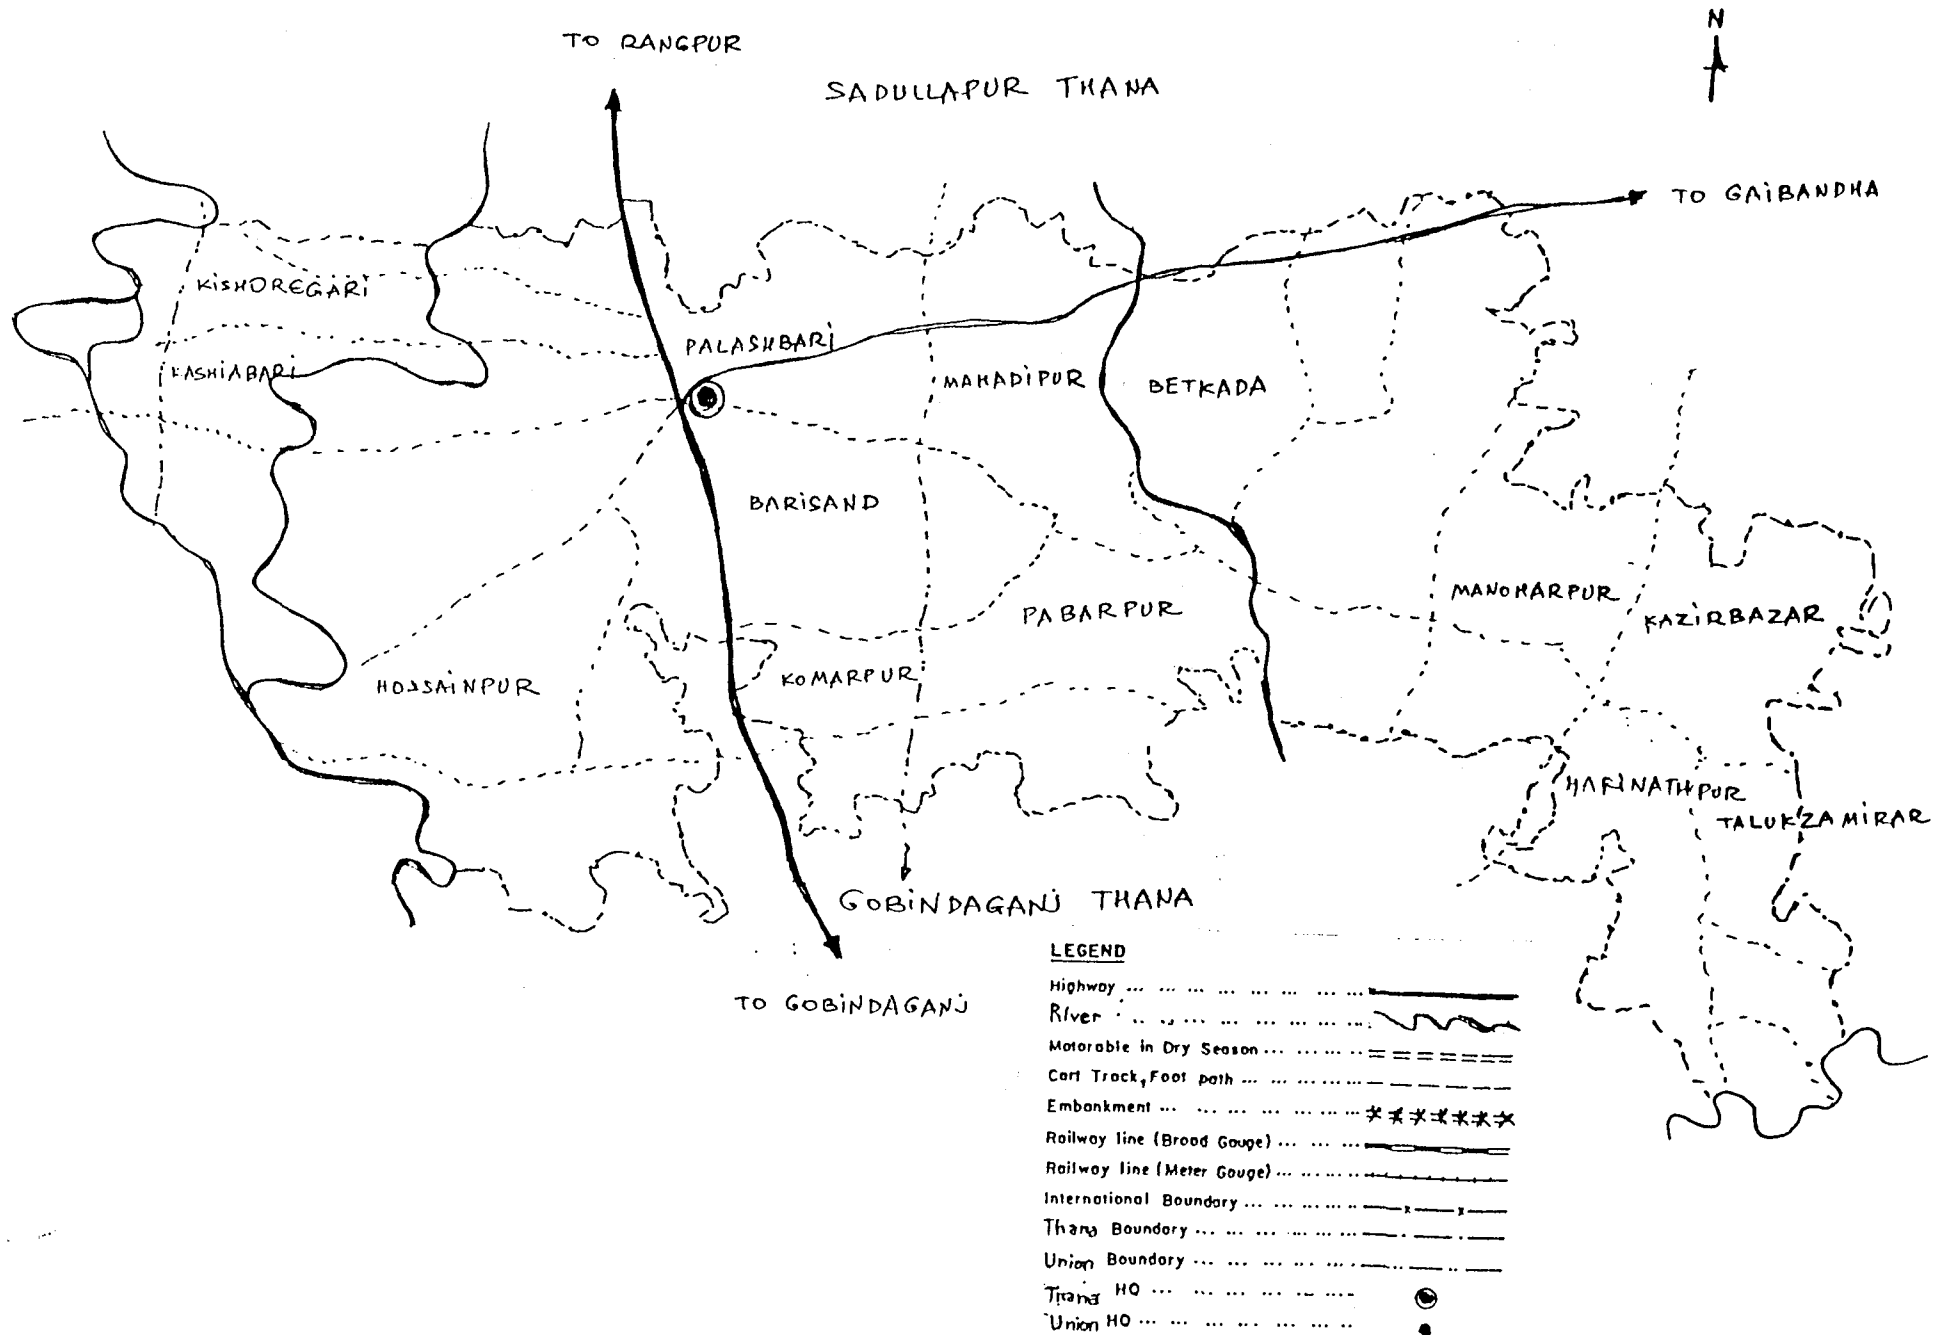 N
TO RANGPUR
SADULLAPUR THANA
TO GAIBANDHA
KISHOREGARI
PALASHBARI
KASHIABARI
MAHADIPUR
BETKADA
BARISAND
MANOHARPUR
PABARPUR
KAZIRBAZAR
HOSSAINPUR
KOMARPUR
HARINATHPUR
TALUKZAMIRAR
GOBINDAGANJ THANA
TO GOBINDAGANJ
LEGEND
Highway
River
Motorable in Dry Season
Cart Track, Foot path
Embankment
Railway line (Broad Gauge)
Railway line (Meter Gauge)
International Boundary
Thana Boundary
Union Boundary
Thana HQ
Union HQ